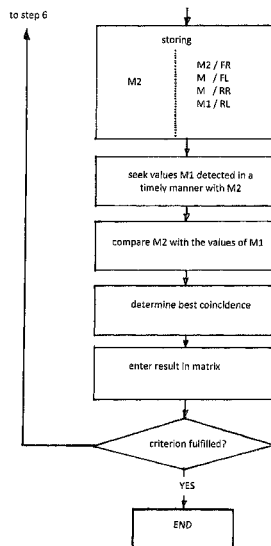 to step 6
storing
M2
M2 / FR
M / FL
M / RR
M1 / RL
seek values M1 detected in a
timely manner with M2
compare M2 with the values of M1
determine best coincidence
enter result in matrix
criterion fulfilled?
YES
END